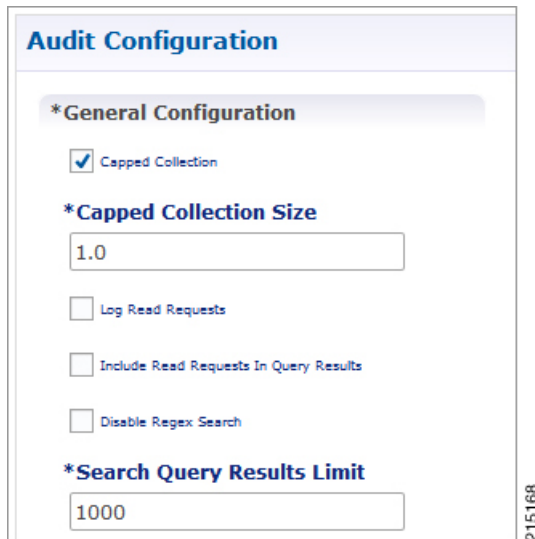 Audit Configuration
*General Configuration
Capped Collection
*Capped Collection Size
1.0
Log Read Requests
Include Read Requests In Query Results
Disable Regex Search
*Search Query Results Limit
1000
215168